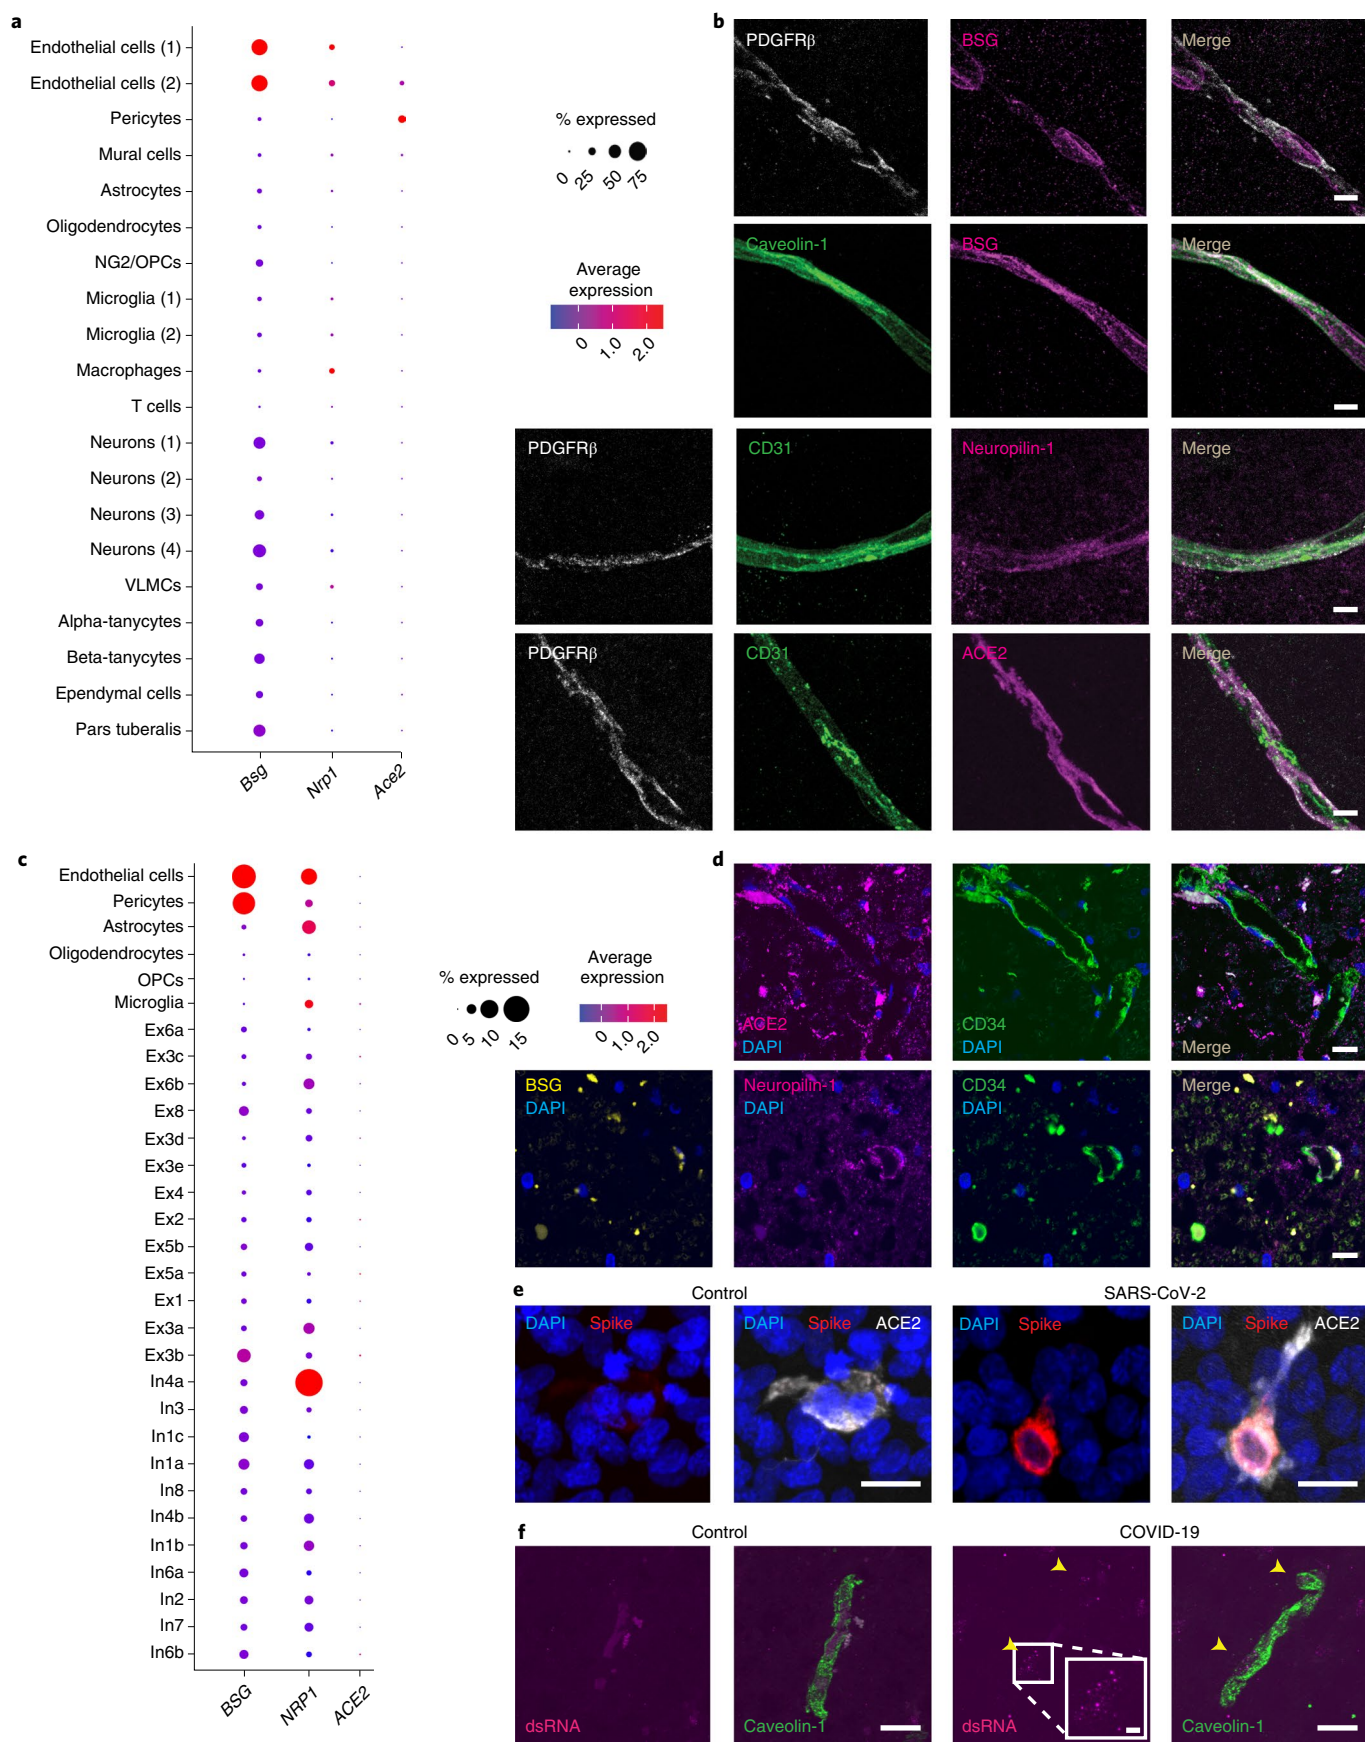 a
Endothelial cells (1)
Endothelial cells (2)
Pericytes
Mural cells
Astrocytes
Oligodendrocytes
NG2/OPCs
Microglia (1)
Microglia (2)
Macrophages
T cells
Neurons (1)
Neurons (2)
Neurons (3)
Neurons (4)
VLMCs
Alpha-tanycytes
Beta-tanycytes
Ependymal cells
Pars tuberalis
Bsg
Nrp1
Ace2
% expressed
0
25
50
75
Average
expression
0
1.0
2.0
b
PDGFRβ
BSG
Merge
Caveolin-1
BSG
Merge
PDGFRβ
CD31
Neuropilin-1
Merge
PDGFRβ
CD31
ACE2
Merge
c
Endothelial cells
Pericytes
Astrocytes
Oligodendrocytes
OPCs
Microglia
Ex6a
Ex3c
Ex6b
Ex8
Ex3d
Ex3e
Ex4
Ex2
Ex5b
Ex5a
Ex1
Ex3a
Ex3b
In4a
In3
In1c
In1a
In8
In4b
In1b
In6a
In2
In7
In6b
BSG
NRP1
ACE2
% expressed
0
5
10
15
Average
expression
0
1.0
2.0
d
ACE2
DAPI
CD34
DAPI
Merge
BSG
DAPI
Neuropilin-1
DAPI
CD34
DAPI
Merge
e
Control
SARS-CoV-2
DAPI Spike
DAPI Spike ACE2
DAPI Spike
DAPI Spike ACE2
f
Control
COVID-19
dsRNA
Caveolin-1
dsRNA
Caveolin-1